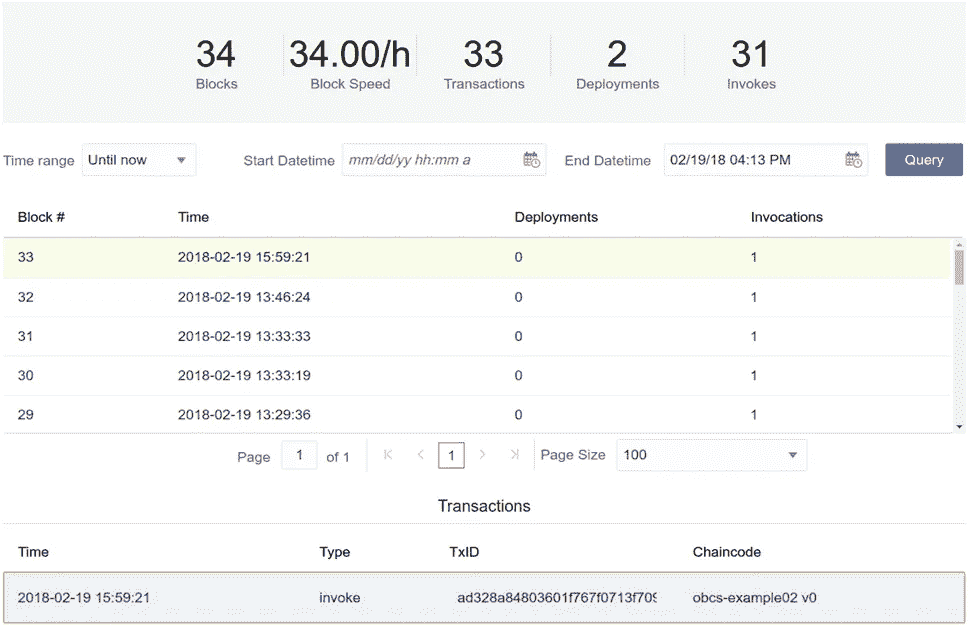 34 34.00/h 33 2 31
Blocks Block Speed Transactions Deployments Invokes
Time range Until now Start Datetime mm/dd/yy hh:mm a End Datetime 02/19/18 04:13 PM Query
Block # Time Deployments Invocations
33 2018-02-19 15:59:21 0 1
32 2018-02-19 13:46:24 0 1
31 2018-02-19 13:33:33 0 1
30 2018-02-19 13:33:19 0 1
29 2018-02-19 13:29:36 0 1
Page 1 of 1 1 Page Size 100
Transactions
Time Type TxID Chaincode
2018-02-19 15:59:21 invoke ad328a84803601f767f0713f709 obcs-example02 v0